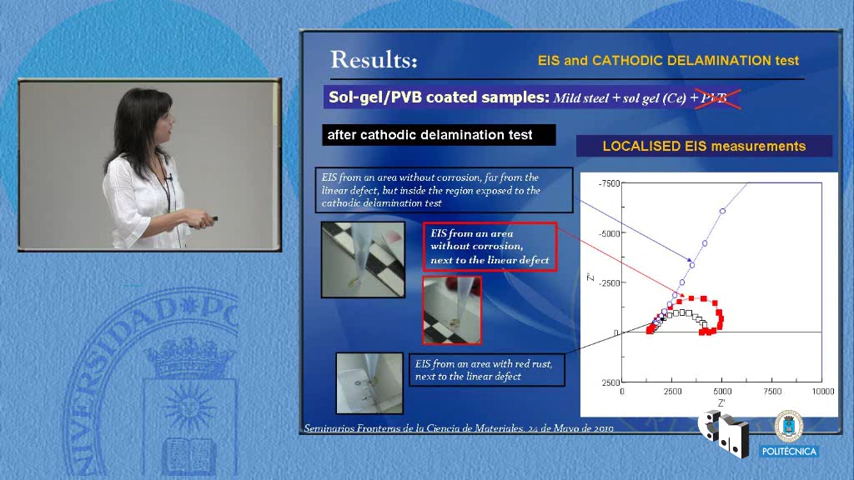 Results:
EIS and CATHODIC DELAMINATION test
Sol-gel/PVB coated samples: Mild steel + sol gel (Ce) + PVB
after cathodic delamination test
LOCALISED EIS measurements
EIS from an area without corrosion, far from the
linear defect, but inside the region exposed to the
cathodic delamination test
EIS from an area
without corrosion,
next to the linear defect
EIS from an area with red rust,
next to the linear defect
-7500
-5000
-2500
0
2500
0 2500 5000 7500 10000
Z'
Seminarios Fronteras de la Ciencia de Materiales, 24 de Mayo de 2010
POLITÉCNICA